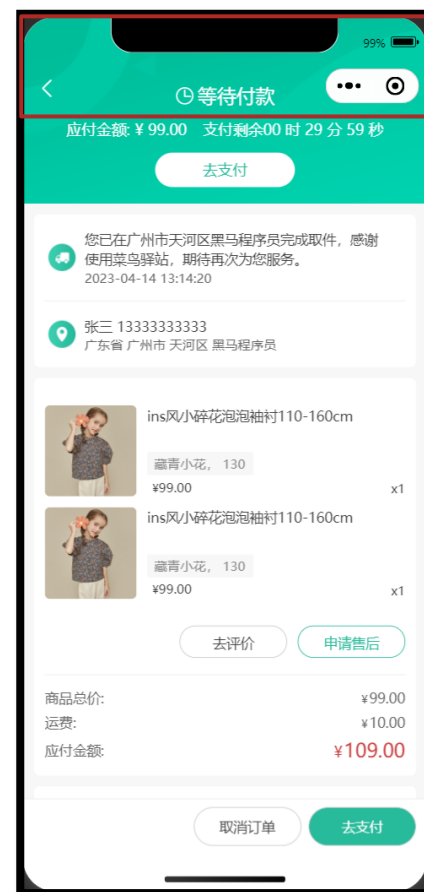 99%
等待付款
应付金额: ¥ 99.00 支付剩余00 时 29 分 59 秒
去支付
您已在广州市天河区黑马程序员完成取件，感谢
使用菜鸟驿站，期待再次为您服务。
2023-04-14 13:14:20
张三 13333333333
广东省 广州市 天河区 黑马程序员
ins风小碎花泡泡袖衬110-160cm
藏青小花， 130
¥99.00 x1
ins风小碎花泡泡袖衬110-160cm
藏青小花， 130
¥99.00 x1
去评价 申请售后
商品总价: ¥99.00
运费: ¥10.00
应付金额: ¥109.00
取消订单 去支付